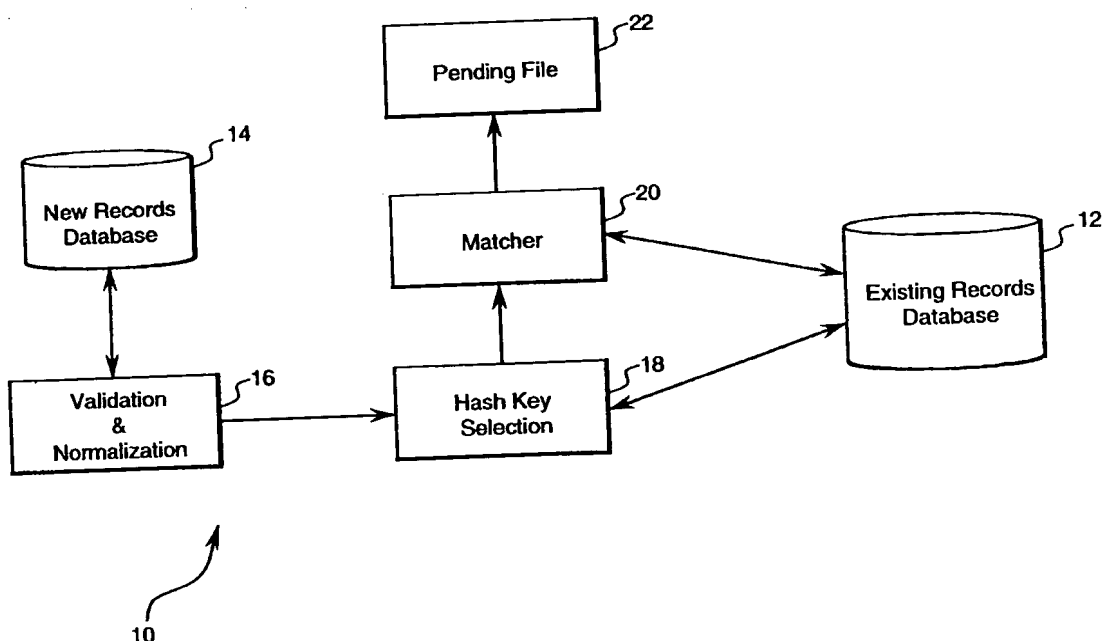 22
Pending File
14
New Records
Database
20
Matcher
12
Existing Records
Database
16
Validation
&
Normalization
18
Hash Key
Selection
10